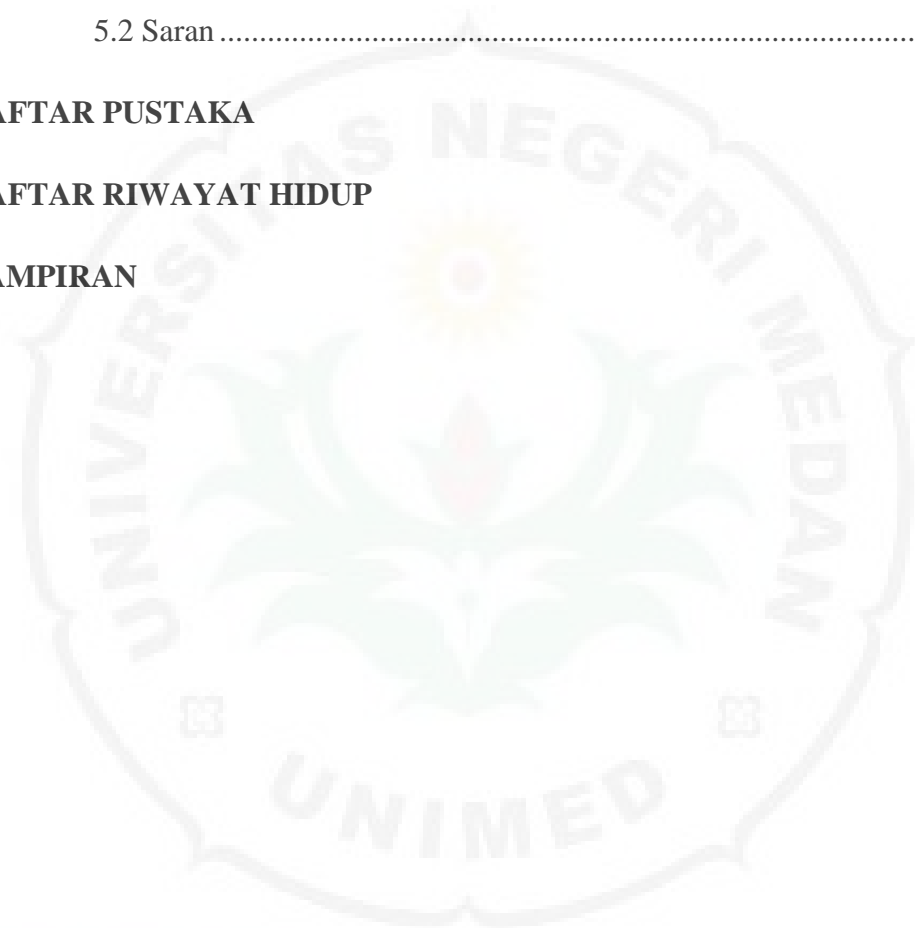 5.2 Saran ........................................................................................
AFTAR PUSTAKA
AFTAR RIWAYAT HIDUP
AMPIRAN
UNIVERSITAS NEGERI MEDAN
UNIMED